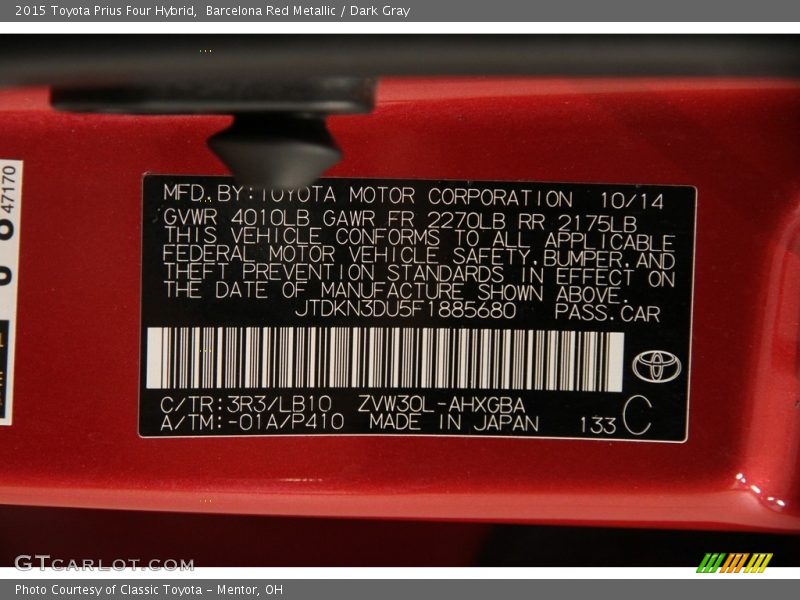 2015 Toyota Prius Four Hybrid, Barcelona Red Metallic / Dark Gray
47170
MFD. BY: TOYOTA MOTOR CORPORATION 10/14
GVWR 4010LB GAWR FR 2270LB RR 2175LB
THIS VEHICLE CONFORMS TO ALL APPLICABLE
FEDERAL MOTOR VEHICLE SAFETY, BUMPER, AND
THEFT PREVENTION STANDARDS IN EFFECT ON
THE DATE OF MANUFACTURE SHOWN ABOVE.
JTDKN3DU5F1885680 PASS. CAR
C/TR: 3R3/LB10 ZVW30L-AHXGBA
A/TM: -01A/P410 MADE IN JAPAN 133 C
GTCARLOT.COM
Photo Courtesy of Classic Toyota - Mentor, OH